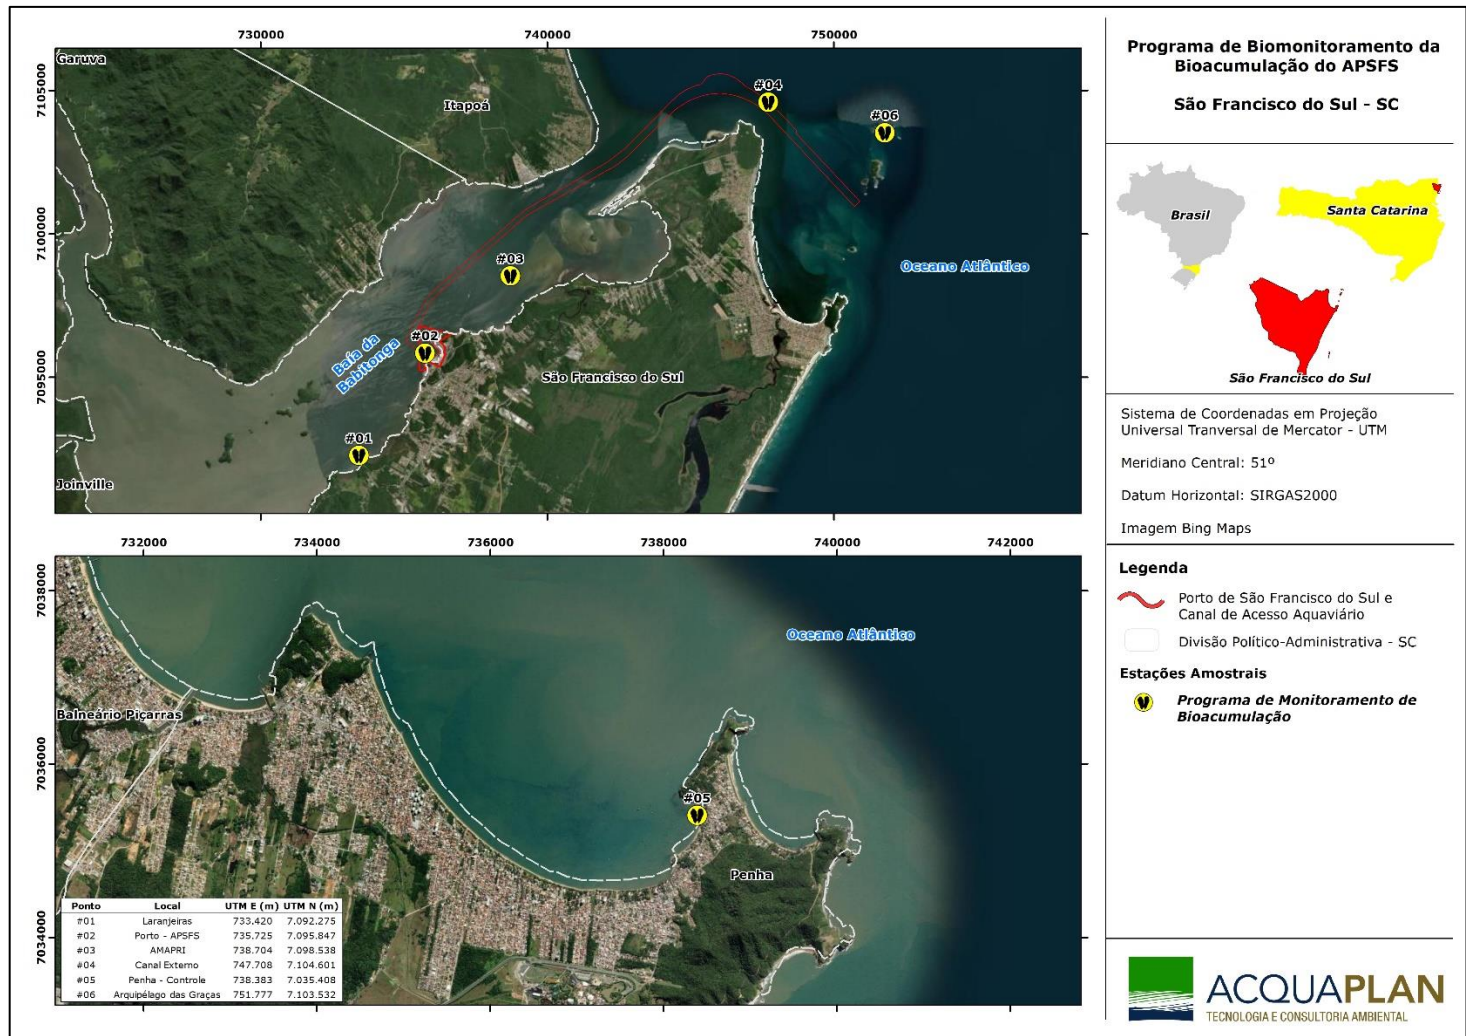 730000 740000 750000
7105000
7100000
7095000
Garuva
Itapoá
#04
#06
#03
Oceano Atlântico
#02
Baía da
Babitonga
São Francisco do Sul
#01
Joinville
732000 734000 736000 738000 740000 742000
7038000
7036000
7034000
Oceano Atlântico
Balneário Piçarras
#05
Penha
Ponto Local UTM E (m) UTM N (m)
#01 Laranjeiras 733.420 7.092.275
#02 Porto - APSFS 735.725 7.095.847
#03 AMAPRI 738.704 7.098.538
#04 Canal Externo 747.708 7.104.601
#05 Penha - Controle 738.383 7.035.408
#06 Arquipélago das Graças 751.777 7.103.532
Programa de Biomonitoramento da
Bioacumulação do APSFS
São Francisco do Sul - SC
Brasil
Santa Catarina
São Francisco do Sul
Sistema de Coordenadas em Projeção
Universal Tranversal de Mercator - UTM
Meridiano Central: 51º
Datum Horizontal: SIRGAS2000
Imagem Bing Maps
Legenda
Porto de São Francisco do Sul e
Canal de Acesso Aquaviário
Divisão Político-Administrativa - SC
Estações Amostrais
Programa de Monitoramento de
Bioacumulação
ACQUAPLAN
TECNOLOGIA E CONSULTORIA AMBIENTAL